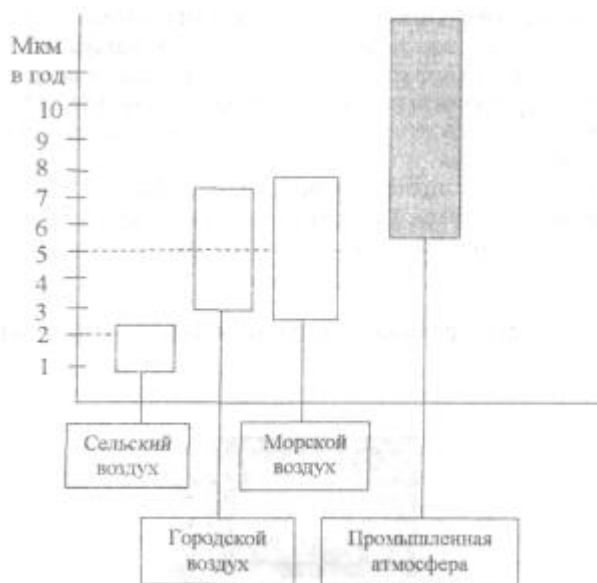 Мкм
в год
10
9
8
7
6
5
4
3
2
1
Сельский
воздух
Морской
воздух
Городской
воздух
Промышленная
атмосфера